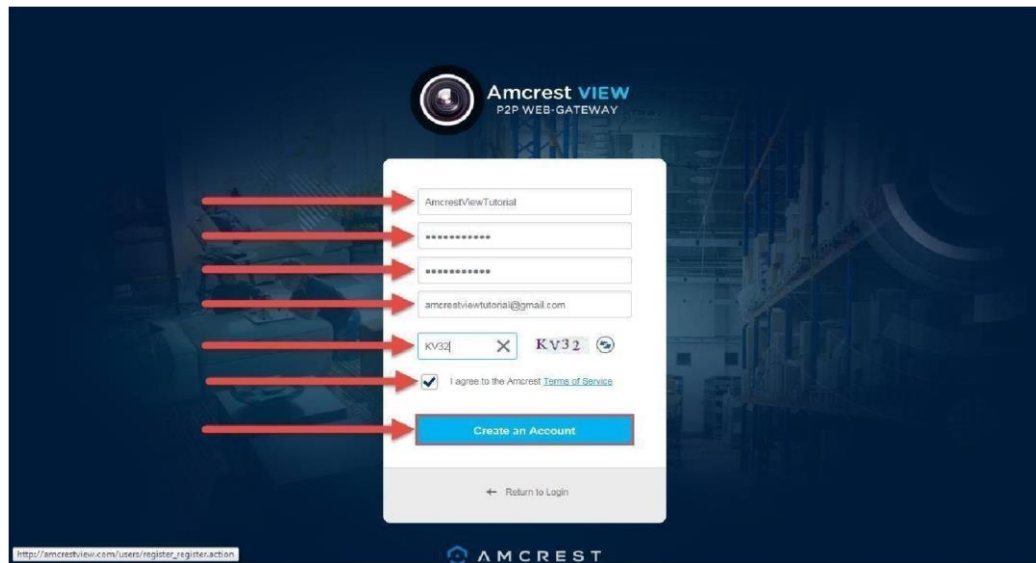 Amcrest VIEW
P2P WEB-GATEWAY
AmcrestViewTutorial
•••••••••••
•••••••••••
amcrestviewtutorial@gmail.com
KV32 KV32
I agree to the Amcrest Terms of Service
Create an Account
← Return to Login
http://amcrestview.com/users/register_register.action
AMCREST